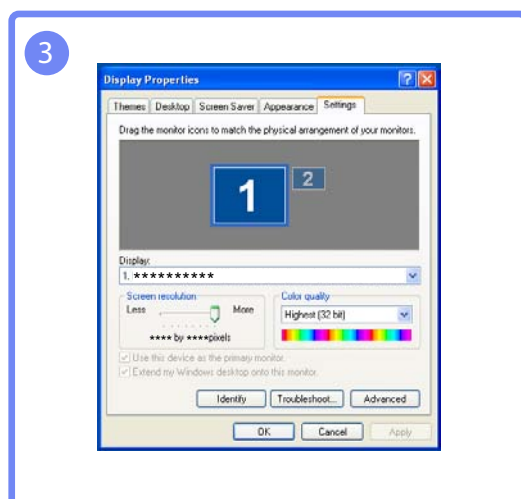 3
Display Properties
Themes Desktop Screen Saver Appearance Settings
Drag the monitor icons to match the physical arrangement of your monitors.
1 2
Display:
1. **********
Screen resolution
Less More
**** by ****pixels
Color quality
Highest (32 bit)
Use this device as the primary monitor.
Extend my Windows desktop onto this monitor.
Identify Troubleshoot... Advanced
OK Cancel Apply